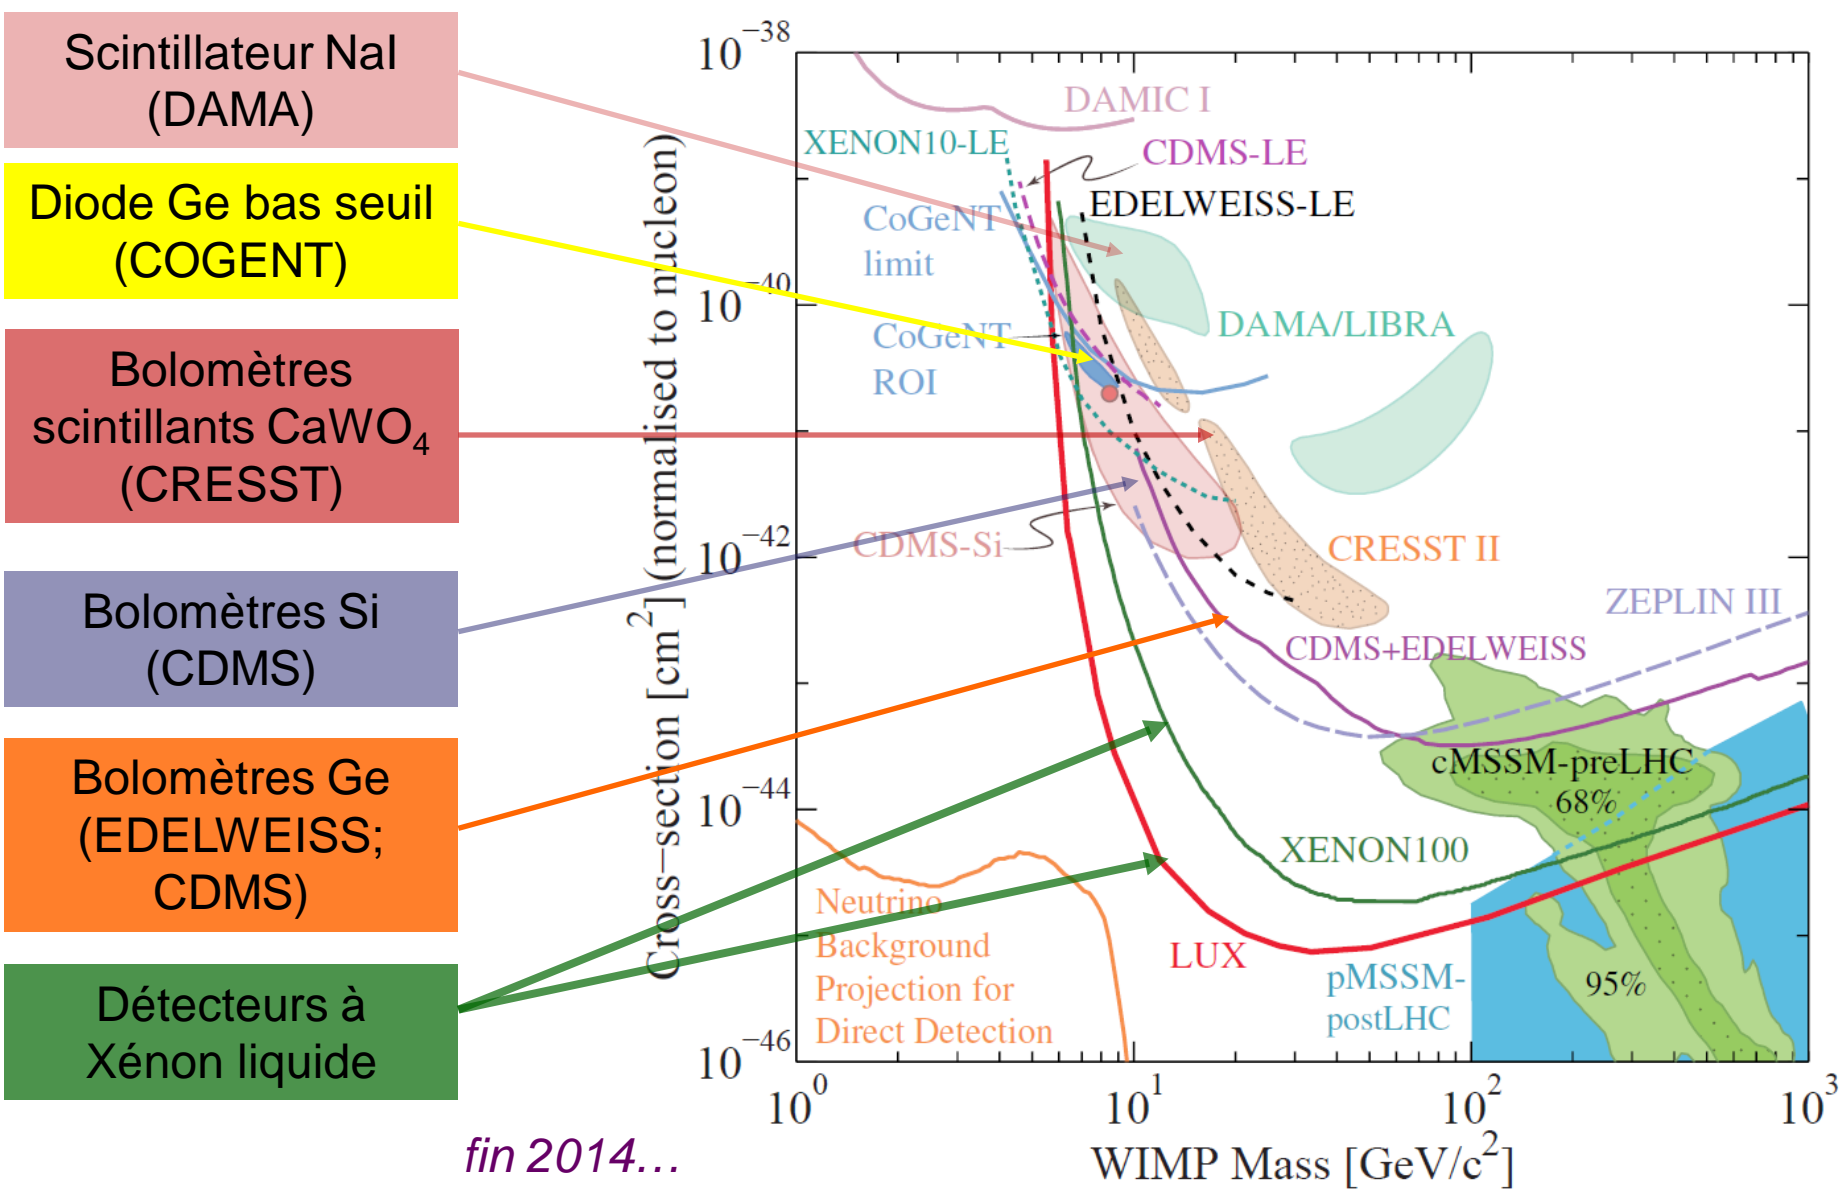 Scintillateur NaI
(DAMA)
Diode Ge bas seuil
(COGENT)
Bolomètres
scintillants CaWO₄
(CRESST)
Bolomètres Si
(CDMS)
Bolomètres Ge
(EDELWEISS;
CDMS)
Détecteurs à
Xénon liquide
fin 2014…
Cross−section [cm²] (normalised to nucleon)
10⁻³⁸
10⁻⁴⁰
10⁻⁴²
10⁻⁴⁴
10⁻⁴⁶
DAMIC I
XENON10-LE
CDMS-LE
EDELWEISS-LE
CoGeNT
limit
DAMA/LIBRA
CoGeNT
ROI
CDMS-Si
CRESST II
ZEPLIN III
CDMS+EDELWEISS
cMSSM-preLHC
68%
XENON100
Neutrino
Background
Projection for
Direct Detection
LUX
pMSSM-
postLHC
95%
10⁰
10¹
10²
10³
WIMP Mass [GeV/c²]